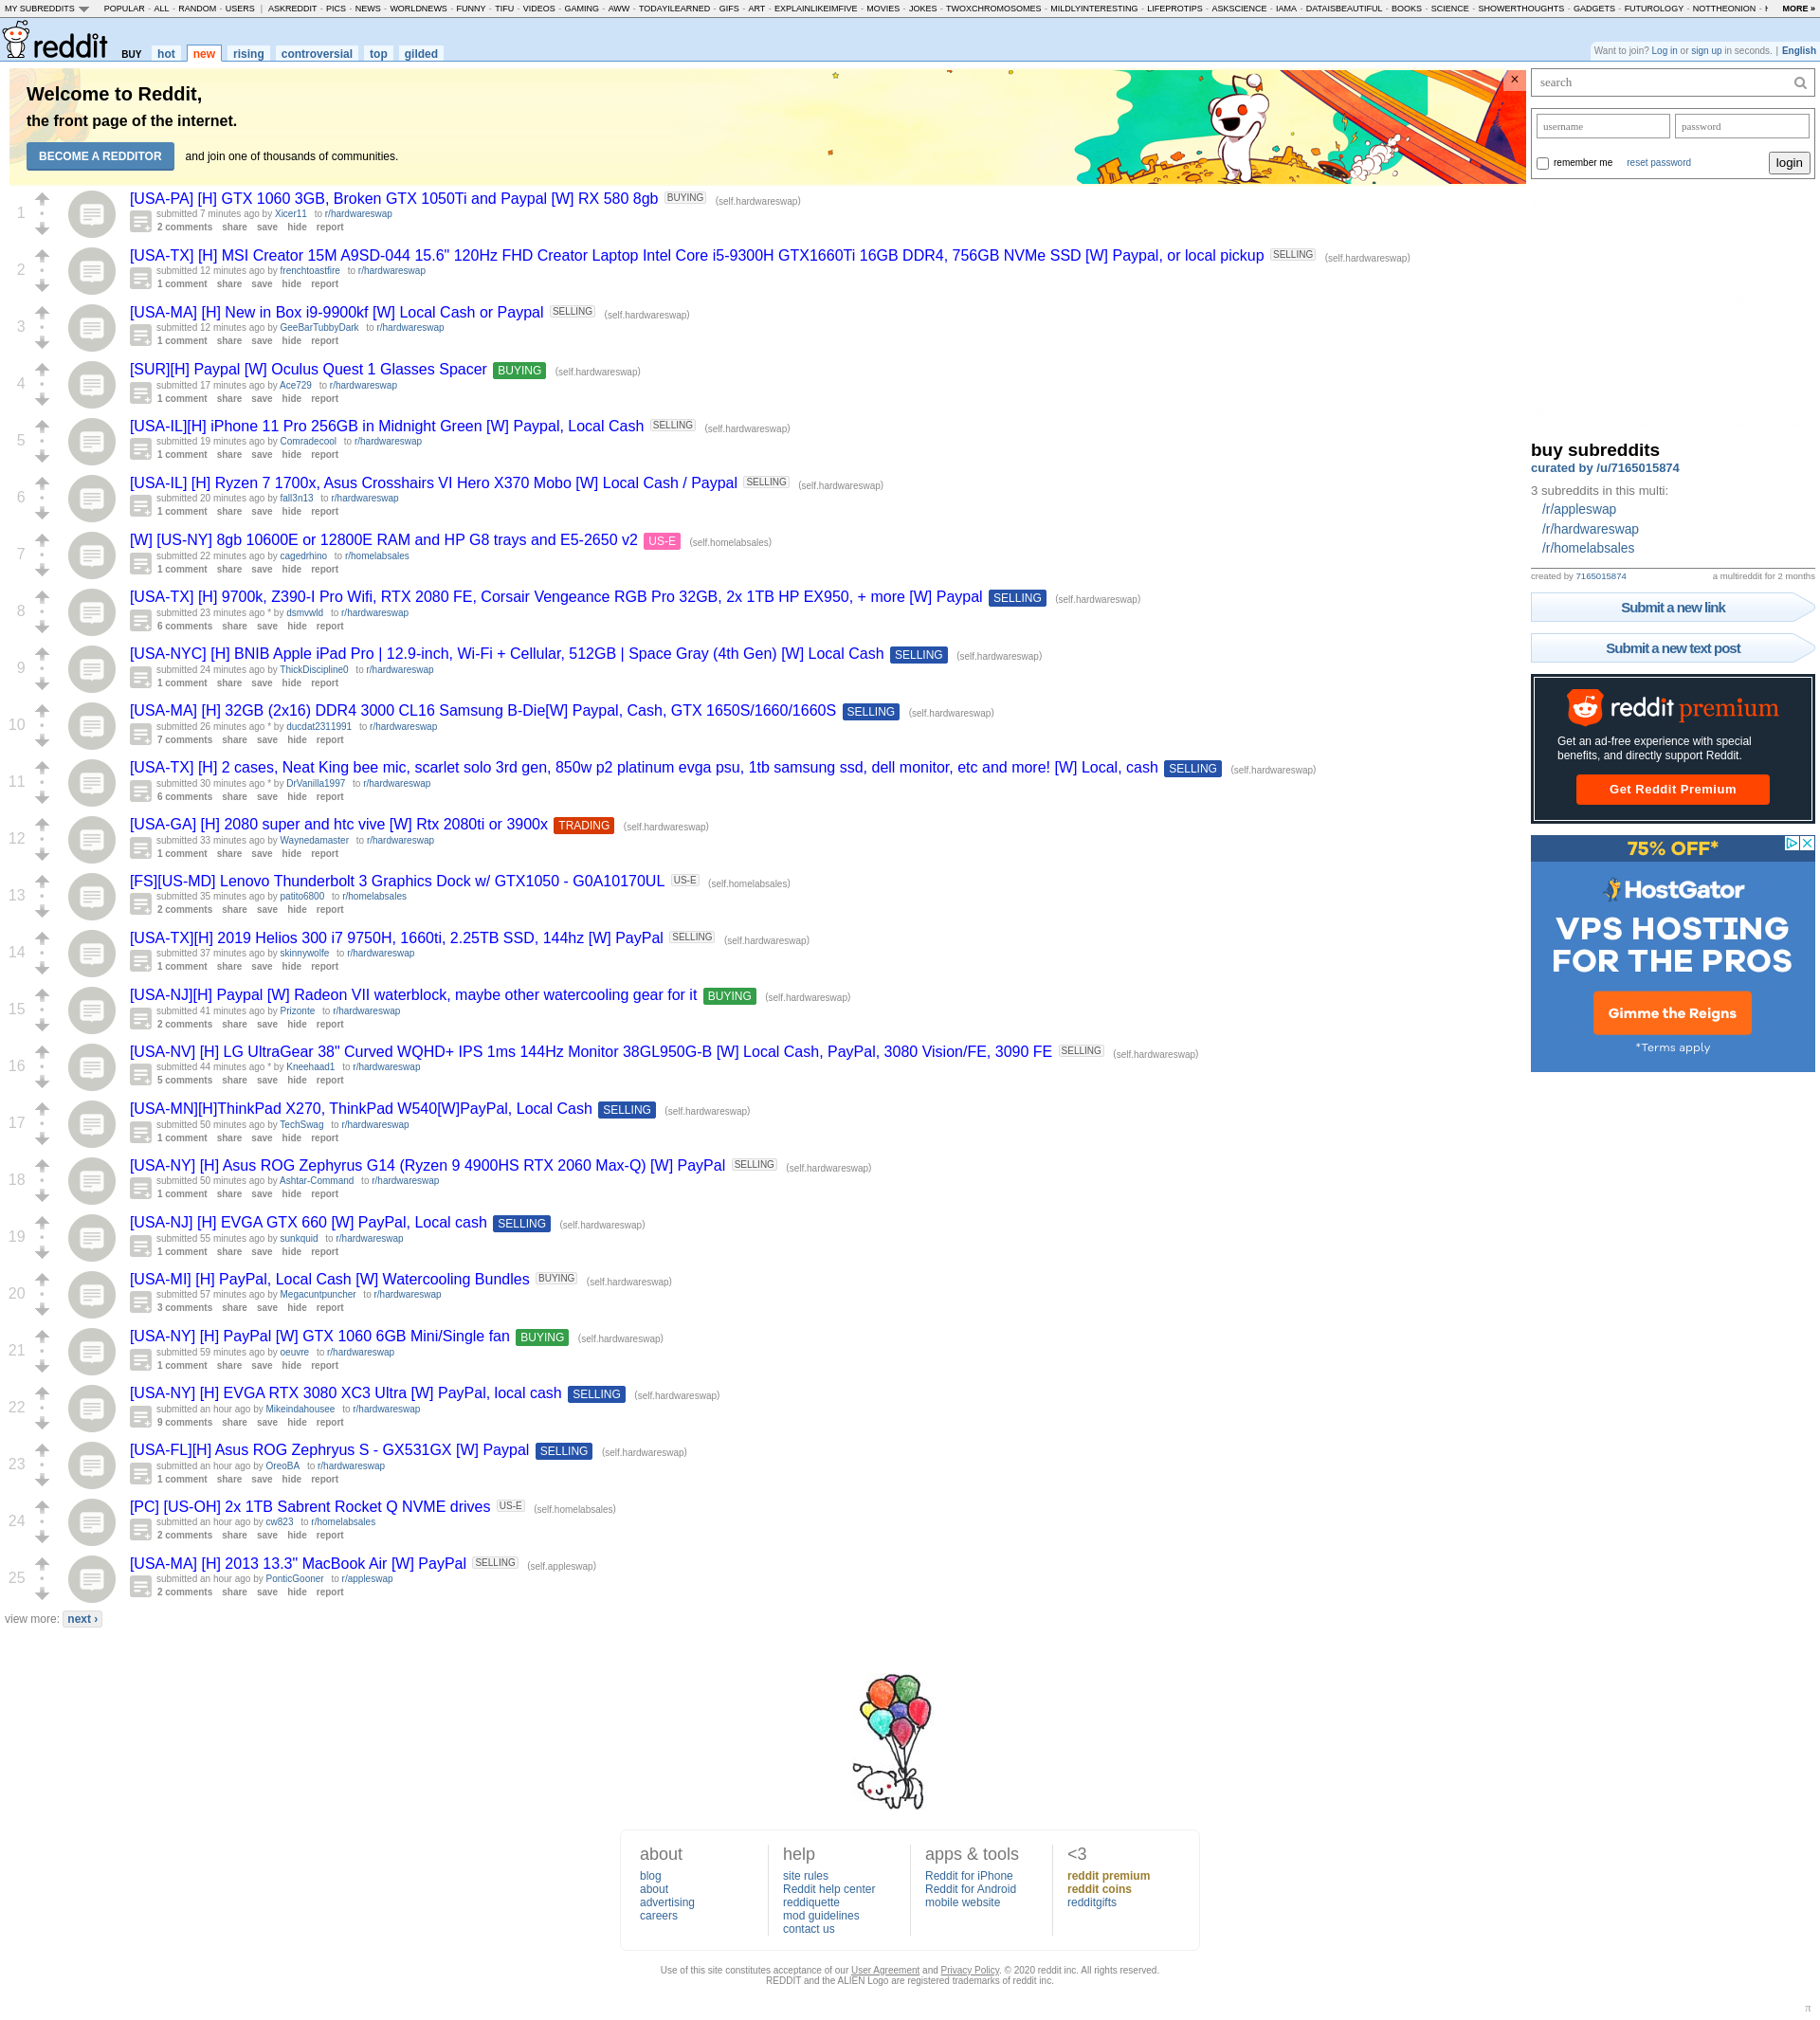 MY SUBREDDITS POPULAR - ALL - RANDOM - USERS | ASKREDDIT - PICS - NEWS - WORLDNEWS - FUNNY - TIFU - VIDEOS - GAMING - AWW - TODAYILEARNED - GIFS - ART - EXPLAINLIKEIMFIVE - MOVIES - JOKES - TWOXCHROMOSOMES - MILDLYINTERESTING - LIFEPROTIPS - ASKSCIENCE - IAMA - DATAISBEAUTIFUL - BOOKS - SCIENCE - SHOWERTHOUGHTS - GADGETS - FUTUROLOGY - NOTTHEONION - MORE »
reddit BUY hot new rising controversial top gilded
Want to join? Log in or sign up in seconds. | English
Welcome to Reddit,
the front page of the internet.
BECOME A REDDITOR and join one of thousands of communities.
×
search
username password
remember me reset password login
1 [USA-PA] [H] GTX 1060 3GB, Broken GTX 1050Ti and Paypal [W] RX 580 8gb BUYING (self.hardwareswap)
submitted 7 minutes ago by Xicer11 to r/hardwareswap
2 comments share save hide report
2 [USA-TX] [H] MSI Creator 15M A9SD-044 15.6" 120Hz FHD Creator Laptop Intel Core i5-9300H GTX1660Ti 16GB DDR4, 756GB NVMe SSD [W] Paypal, or local pickup SELLING (self.hardwareswap)
submitted 12 minutes ago by frenchtoastfire to r/hardwareswap
1 comment share save hide report
3 [USA-MA] [H] New in Box i9-9900kf [W] Local Cash or Paypal SELLING (self.hardwareswap)
submitted 12 minutes ago by GeeBarTubbyDark to r/hardwareswap
1 comment share save hide report
4 [SUR][H] Paypal [W] Oculus Quest 1 Glasses Spacer BUYING (self.hardwareswap)
submitted 17 minutes ago by Ace729 to r/hardwareswap
1 comment share save hide report
5 [USA-IL][H] iPhone 11 Pro 256GB in Midnight Green [W] Paypal, Local Cash SELLING (self.hardwareswap)
submitted 19 minutes ago by Comradecool to r/hardwareswap
1 comment share save hide report
6 [USA-IL] [H] Ryzen 7 1700x, Asus Crosshairs VI Hero X370 Mobo [W] Local Cash / Paypal SELLING (self.hardwareswap)
submitted 20 minutes ago by fall3n13 to r/hardwareswap
1 comment share save hide report
7 [W] [US-NY] 8gb 10600E or 12800E RAM and HP G8 trays and E5-2650 v2 US-E (self.homelabsales)
submitted 22 minutes ago by cagedrhino to r/homelabsales
1 comment share save hide report
8 [USA-TX] [H] 9700k, Z390-I Pro Wifi, RTX 2080 FE, Corsair Vengeance RGB Pro 32GB, 2x 1TB HP EX950, + more [W] Paypal SELLING (self.hardwareswap)
submitted 23 minutes ago * by dsmvwld to r/hardwareswap
6 comments share save hide report
9 [USA-NYC] [H] BNIB Apple iPad Pro | 12.9-inch, Wi-Fi + Cellular, 512GB | Space Gray (4th Gen) [W] Local Cash SELLING (self.hardwareswap)
submitted 24 minutes ago by ThickDiscipline0 to r/hardwareswap
1 comment share save hide report
10 [USA-MA] [H] 32GB (2x16) DDR4 3000 CL16 Samsung B-Die[W] Paypal, Cash, GTX 1650S/1660/1660S SELLING (self.hardwareswap)
submitted 26 minutes ago * by ducdat2311991 to r/hardwareswap
7 comments share save hide report
11 [USA-TX] [H] 2 cases, Neat King bee mic, scarlet solo 3rd gen, 850w p2 platinum evga psu, 1tb samsung ssd, dell monitor, etc and more! [W] Local, cash SELLING (self.hardwareswap)
submitted 30 minutes ago * by DrVanilla1997 to r/hardwareswap
6 comments share save hide report
12 [USA-GA] [H] 2080 super and htc vive [W] Rtx 2080ti or 3900x TRADING (self.hardwareswap)
submitted 33 minutes ago by Waynedamaster to r/hardwareswap
1 comment share save hide report
13 [FS][US-MD] Lenovo Thunderbolt 3 Graphics Dock w/ GTX1050 - G0A10170UL US-E (self.homelabsales)
submitted 35 minutes ago by patito6800 to r/homelabsales
2 comments share save hide report
14 [USA-TX][H] 2019 Helios 300 i7 9750H, 1660ti, 2.25TB SSD, 144hz [W] PayPal SELLING (self.hardwareswap)
submitted 37 minutes ago by skinnywolfe to r/hardwareswap
1 comment share save hide report
15 [USA-NJ][H] Paypal [W] Radeon VII waterblock, maybe other watercooling gear for it BUYING (self.hardwareswap)
submitted 41 minutes ago by Prizonte to r/hardwareswap
2 comments share save hide report
16 [USA-NV] [H] LG UltraGear 38" Curved WQHD+ IPS 1ms 144Hz Monitor 38GL950G-B [W] Local Cash, PayPal, 3080 Vision/FE, 3090 FE SELLING (self.hardwareswap)
submitted 44 minutes ago * by Kneehaad1 to r/hardwareswap
5 comments share save hide report
17 [USA-MN][H]ThinkPad X270, ThinkPad W540[W]PayPal, Local Cash SELLING (self.hardwareswap)
submitted 50 minutes ago by TechSwag to r/hardwareswap
1 comment share save hide report
18 [USA-NY] [H] Asus ROG Zephyrus G14 (Ryzen 9 4900HS RTX 2060 Max-Q) [W] PayPal SELLING (self.hardwareswap)
submitted 50 minutes ago by Ashtar-Command to r/hardwareswap
1 comment share save hide report
19 [USA-NJ] [H] EVGA GTX 660 [W] PayPal, Local cash SELLING (self.hardwareswap)
submitted 55 minutes ago by sunkquid to r/hardwareswap
1 comment share save hide report
20 [USA-MI] [H] PayPal, Local Cash [W] Watercooling Bundles BUYING (self.hardwareswap)
submitted 57 minutes ago by Megacuntpuncher to r/hardwareswap
3 comments share save hide report
21 [USA-NY] [H] PayPal [W] GTX 1060 6GB Mini/Single fan BUYING (self.hardwareswap)
submitted 59 minutes ago by oeuvre to r/hardwareswap
1 comment share save hide report
22 [USA-NY] [H] EVGA RTX 3080 XC3 Ultra [W] PayPal, local cash SELLING (self.hardwareswap)
submitted an hour ago by Mikeindahousee to r/hardwareswap
9 comments share save hide report
23 [USA-FL][H] Asus ROG Zephryus S - GX531GX [W] Paypal SELLING (self.hardwareswap)
submitted an hour ago by OreoBA to r/hardwareswap
1 comment share save hide report
24 [PC] [US-OH] 2x 1TB Sabrent Rocket Q NVME drives US-E (self.homelabsales)
submitted an hour ago by cw823 to r/homelabsales
2 comments share save hide report
25 [USA-MA] [H] 2013 13.3" MacBook Air [W] PayPal SELLING (self.appleswap)
submitted an hour ago by PonticGooner to r/appleswap
2 comments share save hide report
view more: next ›
buy subreddits
curated by /u/7165015874
3 subreddits in this multi:
/r/appleswap
/r/hardwareswap
/r/homelabsales
created by 7165015874 a multireddit for 2 months
Submit a new link
Submit a new text post
reddit premium
Get an ad-free experience with special
benefits, and directly support Reddit.
Get Reddit Premium
75% OFF*
HostGator
VPS HOSTING
FOR THE PROS
Gimme the Reigns
*Terms apply
about
blog
about
advertising
careers
help
site rules
Reddit help center
reddiquette
mod guidelines
contact us
apps & tools
Reddit for iPhone
Reddit for Android
mobile website
<3
reddit premium
reddit coins
redditgifts
Use of this site constitutes acceptance of our User Agreement and Privacy Policy. © 2020 reddit inc. All rights reserved.
REDDIT and the ALIEN Logo are registered trademarks of reddit inc.
π